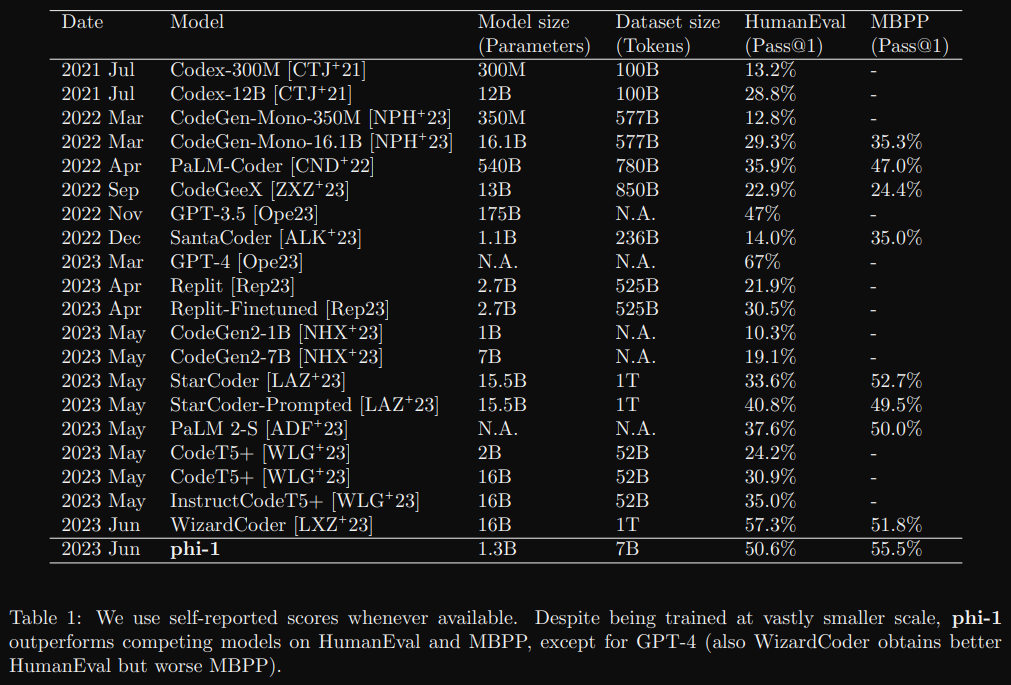 Date Model Model size Dataset size HumanEval MBPP
(Parameters) (Tokens) (Pass@1) (Pass@1)
2021 Jul Codex-300M [CTJ+21] 300M 100B 13.2% -
2021 Jul Codex-12B [CTJ+21] 12B 100B 28.8% -
2022 Mar CodeGen-Mono-350M [NPH+23] 350M 577B 12.8% -
2022 Mar CodeGen-Mono-16.1B [NPH+23] 16.1B 577B 29.3% 35.3%
2022 Apr PaLM-Coder [CND+22] 540B 780B 35.9% 47.0%
2022 Sep CodeGeeX [ZXZ+23] 13B 850B 22.9% 24.4%
2022 Nov GPT-3.5 [Ope23] 175B N.A. 47% -
2022 Dec SantaCoder [ALK+23] 1.1B 236B 14.0% 35.0%
2023 Mar GPT-4 [Ope23] N.A. N.A. 67% -
2023 Apr Replit [Rep23] 2.7B 525B 21.9% -
2023 Apr Replit-Finetuned [Rep23] 2.7B 525B 30.5% -
2023 May CodeGen2-1B [NHX+23] 1B N.A. 10.3% -
2023 May CodeGen2-7B [NHX+23] 7B N.A. 19.1% -
2023 May StarCoder [LAZ+23] 15.5B 1T 33.6% 52.7%
2023 May StarCoder-Prompted [LAZ+23] 15.5B 1T 40.8% 49.5%
2023 May PaLM 2-S [ADF+23] N.A. N.A. 37.6% 50.0%
2023 May CodeT5+ [WLG+23] 2B 52B 24.2% -
2023 May CodeT5+ [WLG+23] 16B 52B 30.9% -
2023 May InstructCodeT5+ [WLG+23] 16B 52B 35.0% -
2023 Jun WizardCoder [LXZ+23] 16B 1T 57.3% 51.8%
2023 Jun phi-1 1.3B 7B 50.6% 55.5%
Table 1: We use self-reported scores whenever available. Despite being trained at vastly smaller scale, phi-1
outperforms competing models on HumanEval and MBPP, except for GPT-4 (also WizardCoder obtains better
HumanEval but worse MBPP).